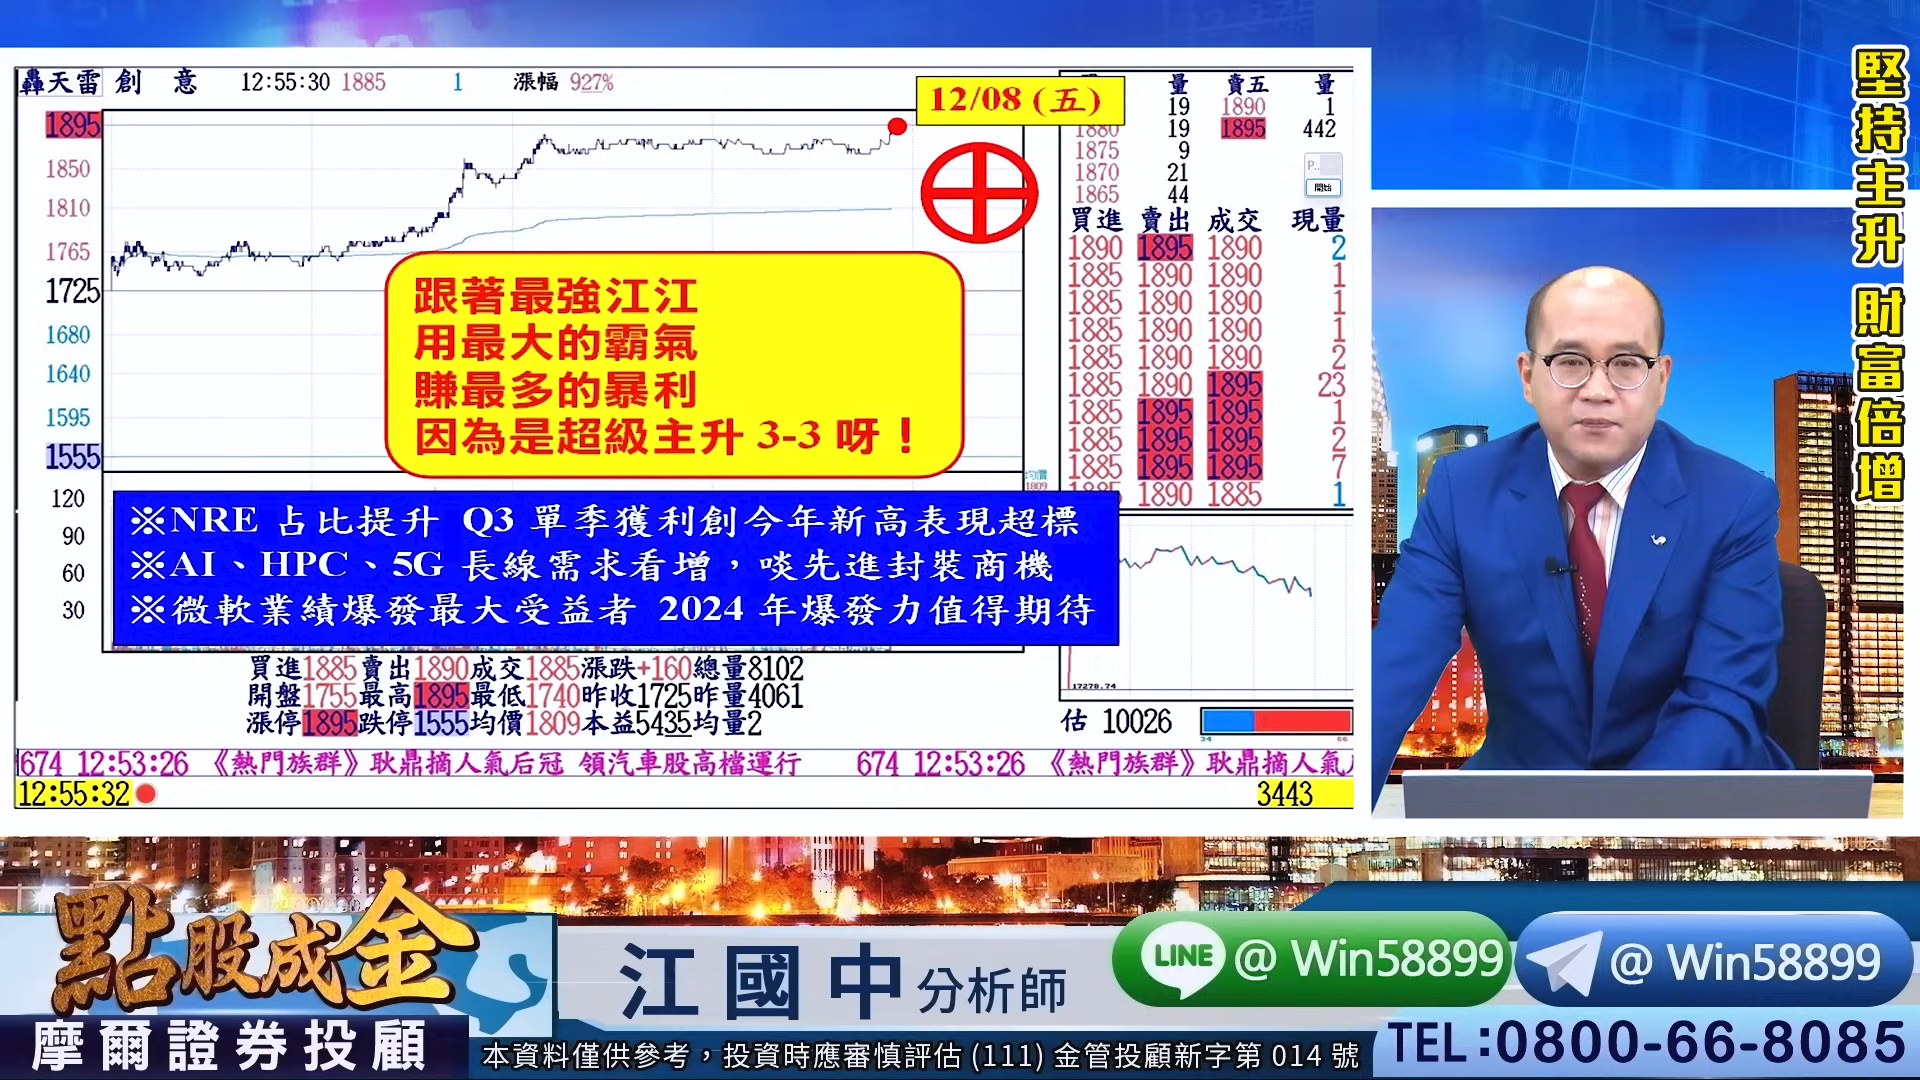 轟天雷 創 意 12:55:30 1885 1 漲幅 927%
12/08 (五)
1895
1850
1810
1765
1725
1680
1640
1595
1555
120
90
60
30
量 賣五 量
19 1890 1
1880 19 1895 442
1875 9
1870 21
1865 44
P..
開始
買進 賣出 成交 現量
1890 1895 1890 2
1885 1890 1890 1
1885 1890 1890 1
1885 1890 1890 1
1885 1890 1890 2
1885 1890 1895 23
1885 1895 1895 1
1885 1895 1895 2
1885 1895 1895 7
1885 1890 1885 1
跟著最強江江
用最大的霸氣
賺最多的暴利
因為是超級主升 3-3 呀！
均價
1809
※NRE 占比提升 Q3 單季獲利創今年新高表現超標
※AI、HPC、5G 長線需求看增，啖先進封裝商機
※微軟業績爆發最大受益者 2024 年爆發力值得期待
17278.74
買進1885賣出1890成交1885漲跌+160總量8102
開盤1755最高1895最低1740昨收1725昨量4061
漲停1895跌停1555均價1809本益5435均量2
估 10026
34 66
674 12:53:26 《熱門族群》耿鼎摘人氣后冠 領汽車股高檔運行 674 12:53:26 《熱門族群》耿鼎摘人氣
12:55:32
3443
堅持主升 財富倍增
點股成金
摩爾證券投顧
江國中 分析師
LINE @ Win58899
@ Win58899
本資料僅供參考，投資時應審慎評估 (111) 金管投顧新字第 014 號
TEL:0800-66-8085